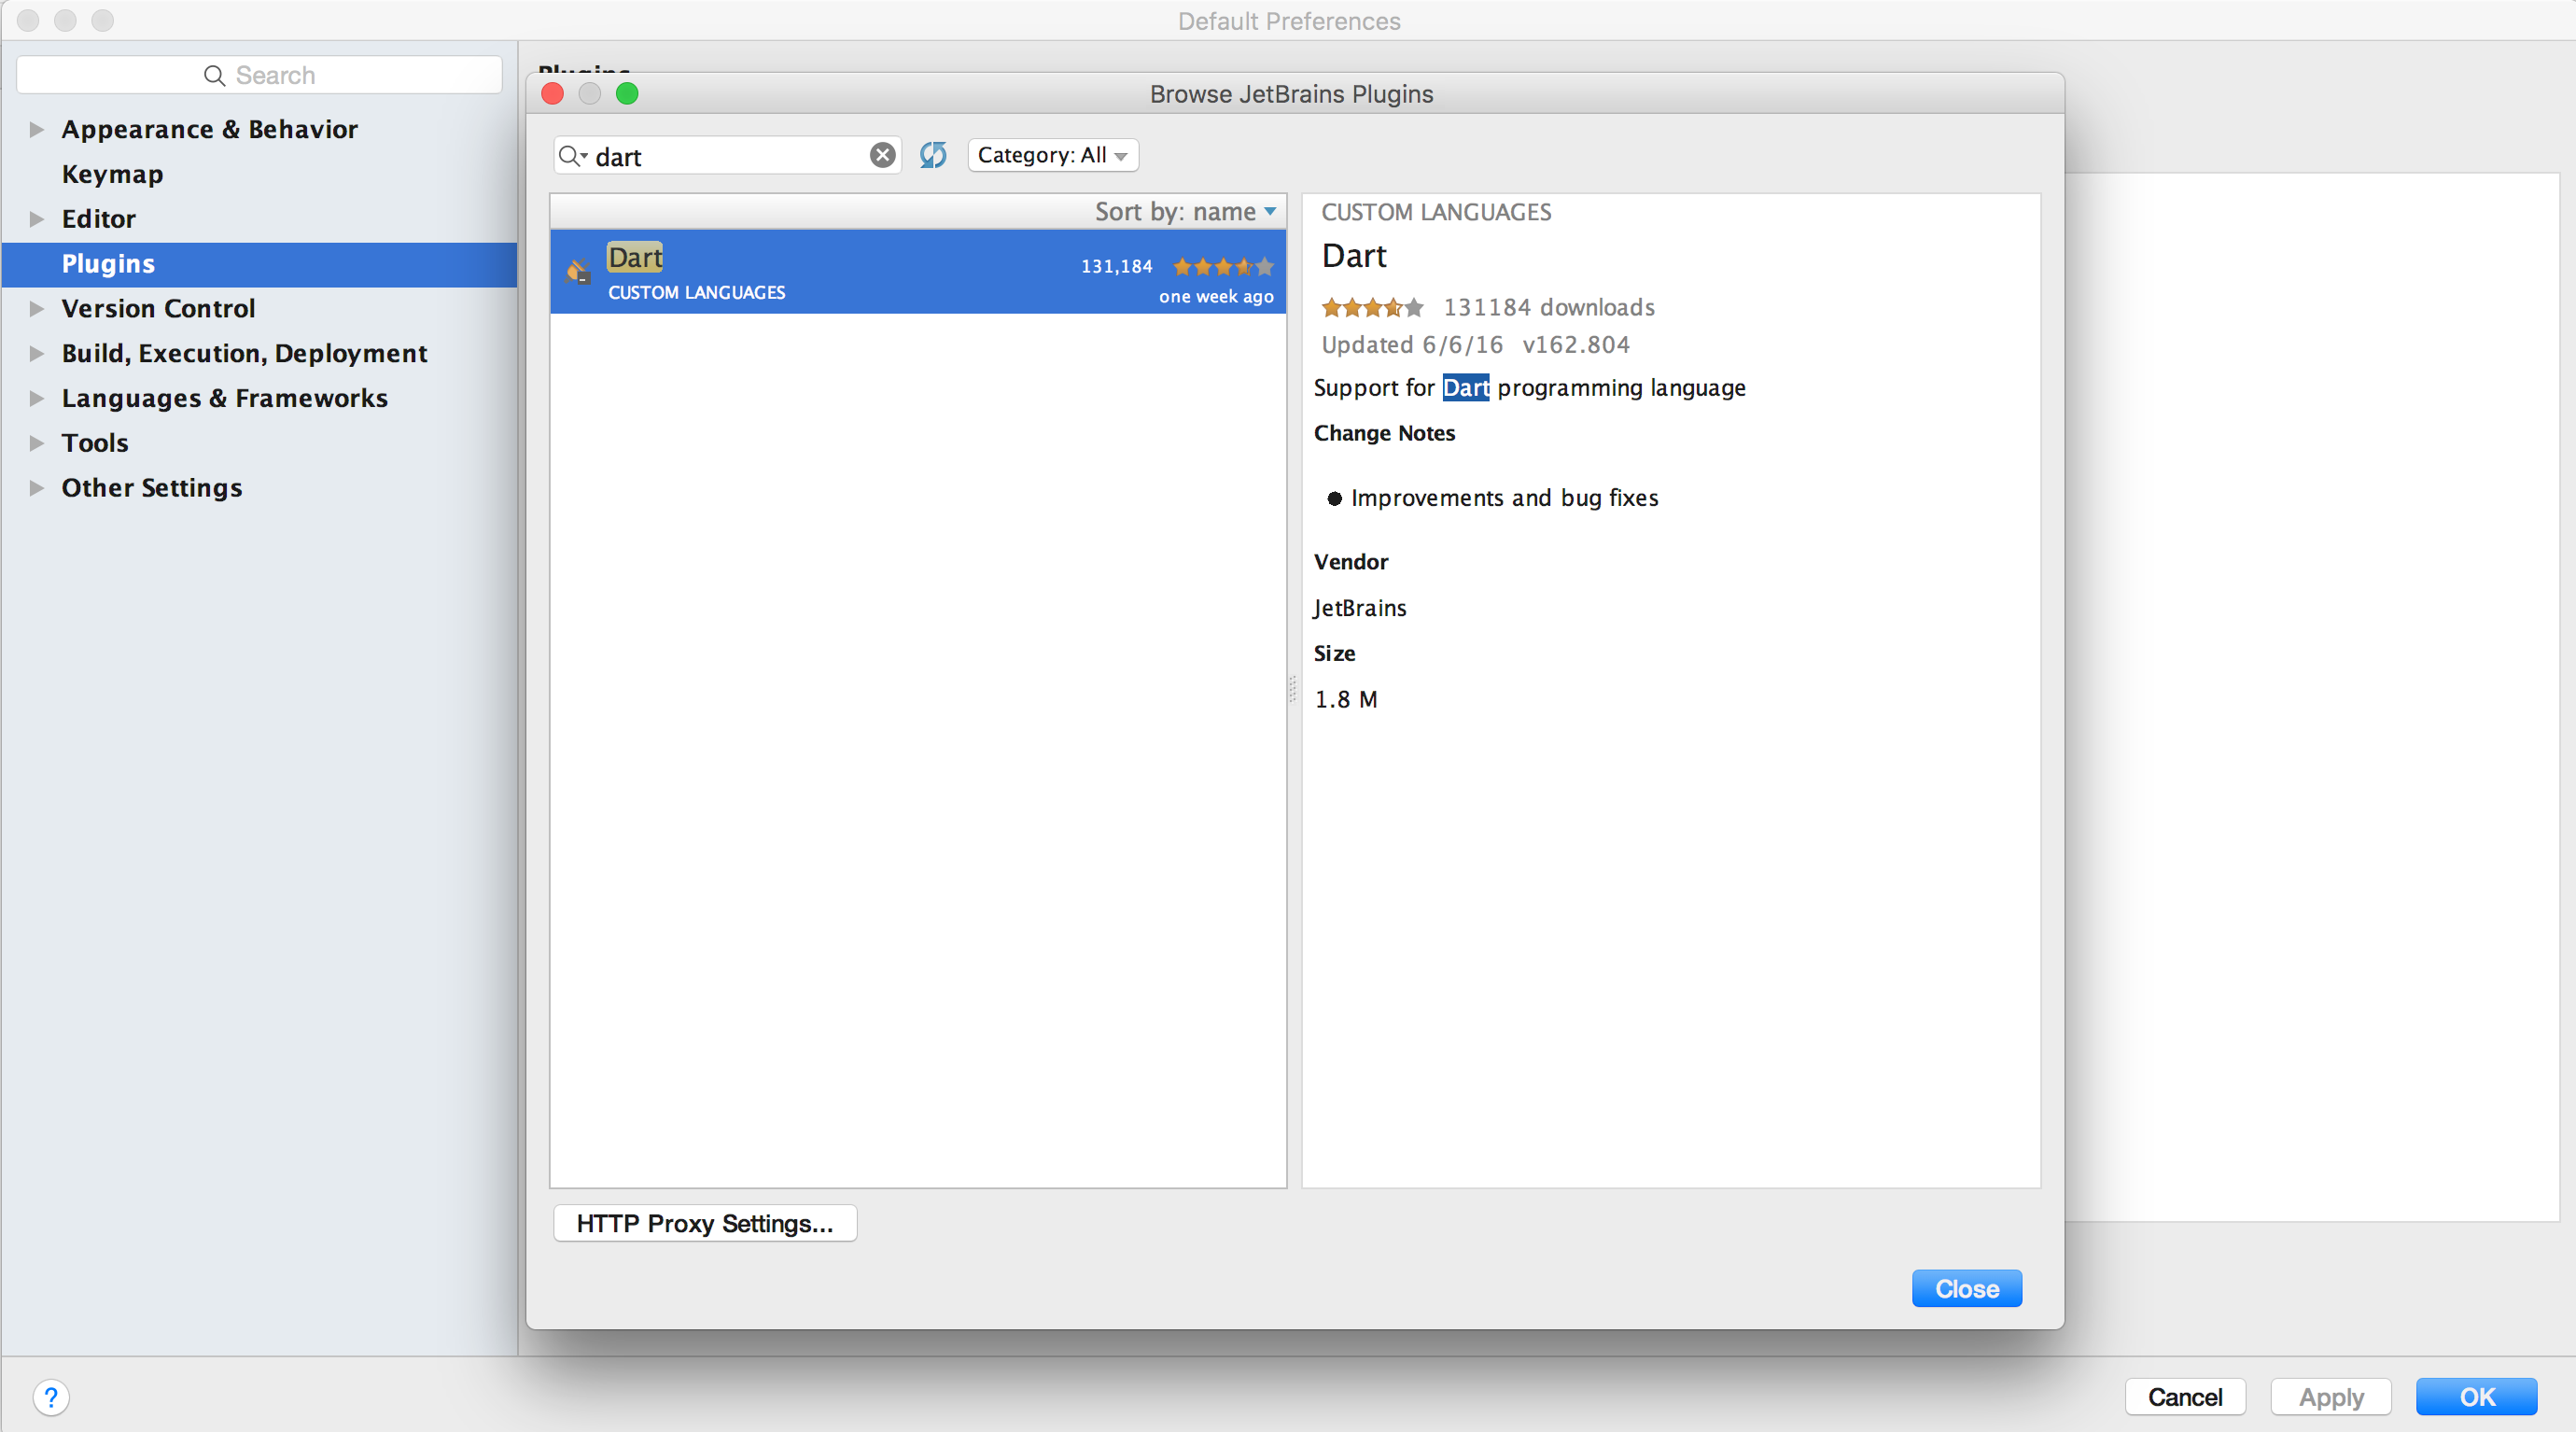 Default Preferences
Search
Appearance & Behavior
Keymap
Editor
Plugins
Version Control
Build, Execution, Deployment
Languages & Frameworks
Tools
Other Settings
Plugins
Browse JetBrains Plugins
dart
Category: All
Sort by: name
Dart
131,184
CUSTOM LANGUAGES
one week ago
CUSTOM LANGUAGES
Dart
131184 downloads
Updated 6/6/16 v162.804
Support for Dart programming language
Change Notes
● Improvements and bug fixes
Vendor
JetBrains
Size
1.8 M
HTTP Proxy Settings...
Close
?
Cancel
Apply
OK